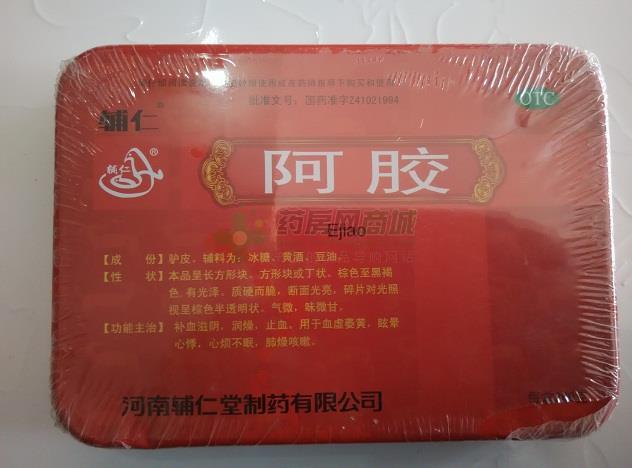 批准文号：国药准字Z41021994
OTC
辅仁®
辅仁®
阿胶
药房网商城
Ejiao
【成 份】驴皮、辅料为：冰糖、黄酒、豆油。
【性 状】本品呈长方形块、方形块或丁状。棕色至黑褐
色,有光泽。质硬而脆，断面光亮，碎片对光照
视呈棕色半透明状。气微，味微甘。
【功能主治】补血滋阴，润燥，止血。用于血虚萎黄，眩晕
心悸，心烦不眠，肺燥咳嗽。
河南辅仁堂制药有限公司